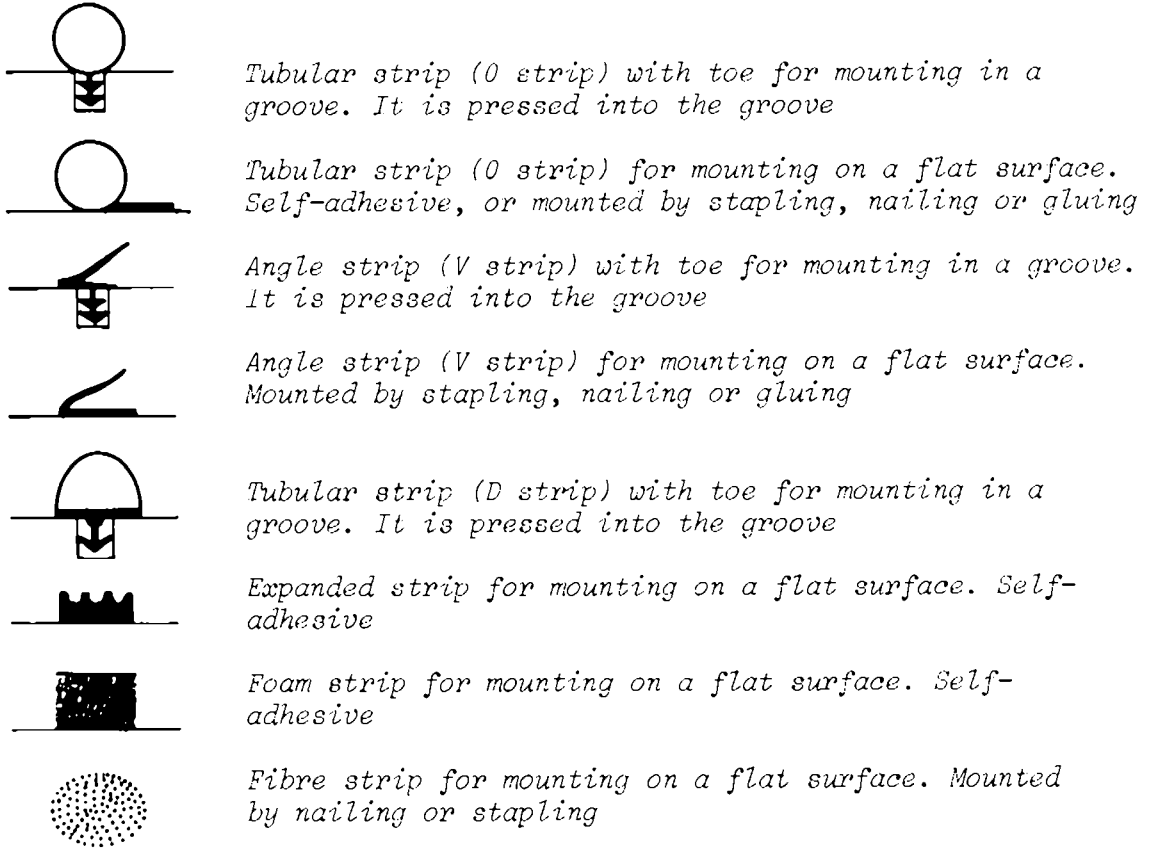 Tubular strip (O strip) with toe for mounting in a
groove. It is pressed into the groove
Tubular strip (O strip) for mounting on a flat surface.
Self-adhesive, or mounted by stapling, nailing or gluing
Angle strip (V strip) with toe for mounting in a groove.
It is pressed into the groove
Angle strip (V strip) for mounting on a flat surface.
Mounted by stapling, nailing or gluing
Tubular strip (D strip) with toe for mounting in a
groove. It is pressed into the groove
Expanded strip for mounting on a flat surface. Self-
adhesive
Foam strip for mounting on a flat surface. Self-
adhesive
Fibre strip for mounting on a flat surface. Mounted
by nailing or stapling